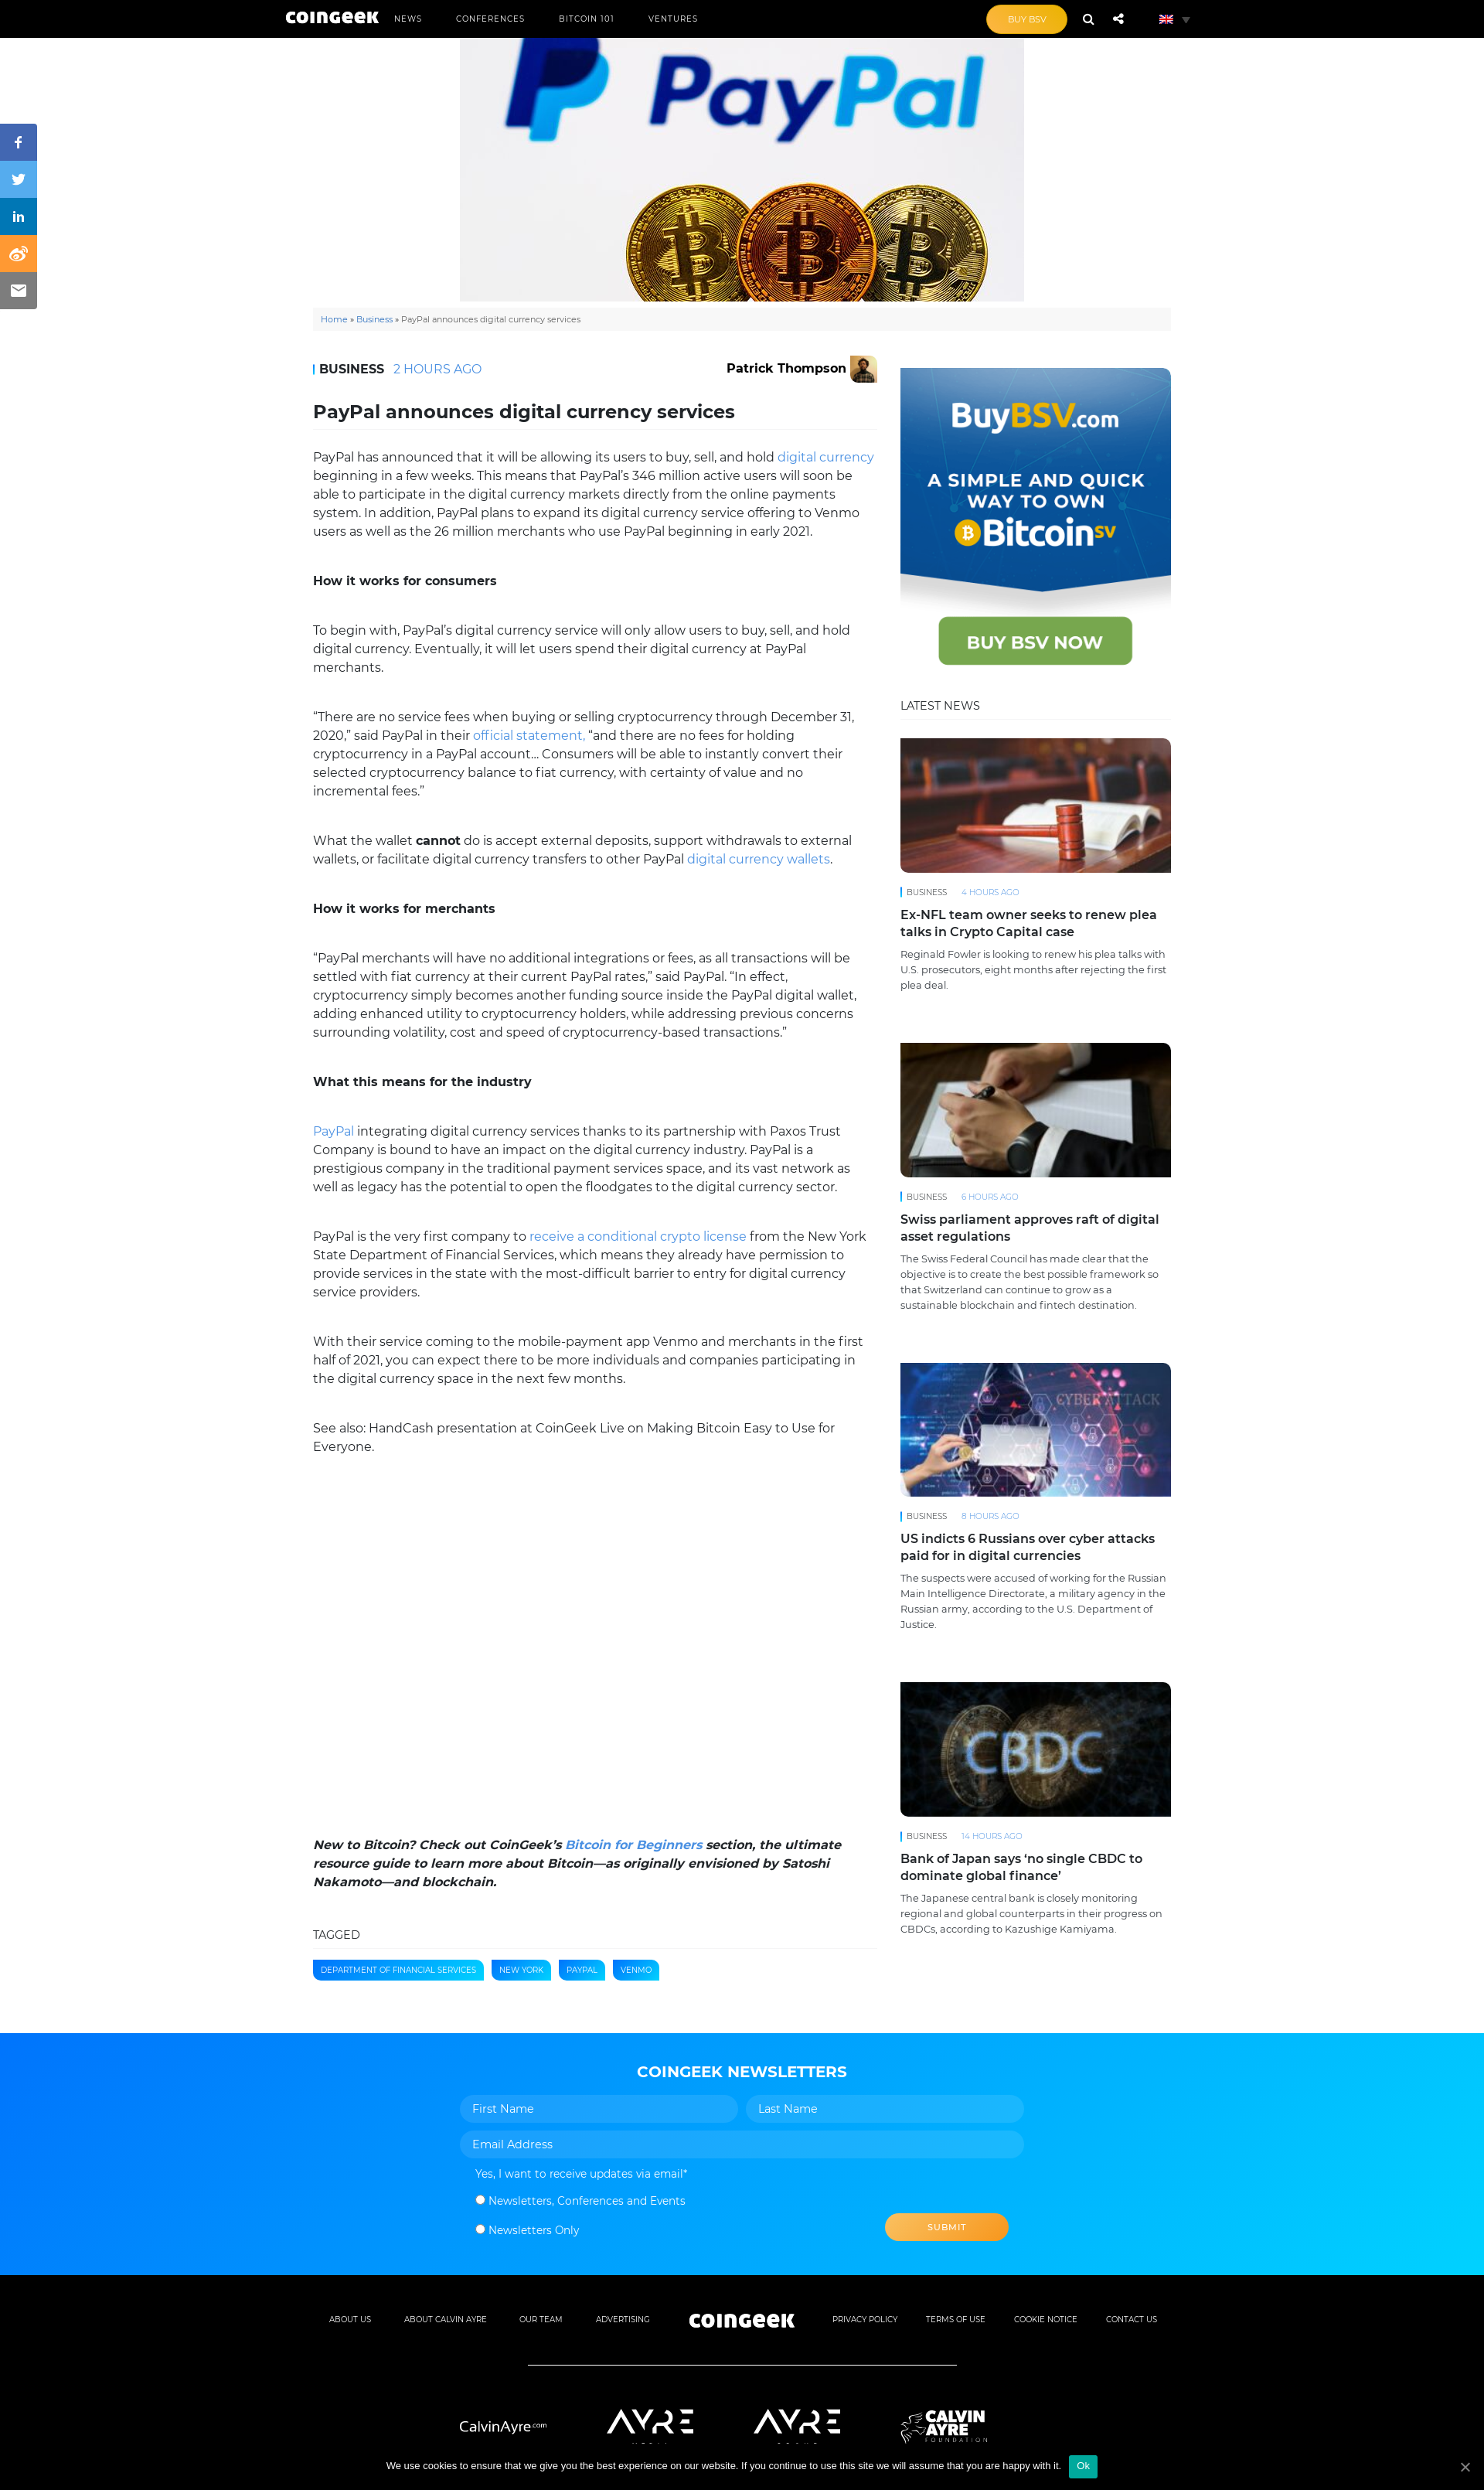 COINGEEK
NEWS
CONFERENCES
BITCOIN 101
VENTURES
BUY BSV
PayPal
Home » Business » PayPal announces digital currency services
BUSINESS 2 HOURS AGO
Patrick Thompson
PayPal announces digital currency services
PayPal has announced that it will be allowing its users to buy, sell, and hold digital currency
beginning in a few weeks. This means that PayPal’s 346 million active users will soon be
able to participate in the digital currency markets directly from the online payments
system. In addition, PayPal plans to expand its digital currency service offering to Venmo
users as well as the 26 million merchants who use PayPal beginning in early 2021.
How it works for consumers
To begin with, PayPal’s digital currency service will only allow users to buy, sell, and hold
digital currency. Eventually, it will let users spend their digital currency at PayPal
merchants.
“There are no service fees when buying or selling cryptocurrency through December 31,
2020,” said PayPal in their official statement, “and there are no fees for holding
cryptocurrency in a PayPal account… Consumers will be able to instantly convert their
selected cryptocurrency balance to fiat currency, with certainty of value and no
incremental fees.”
What the wallet cannot do is accept external deposits, support withdrawals to external
wallets, or facilitate digital currency transfers to other PayPal digital currency wallets.
How it works for merchants
“PayPal merchants will have no additional integrations or fees, as all transactions will be
settled with fiat currency at their current PayPal rates,” said PayPal. “In effect,
cryptocurrency simply becomes another funding source inside the PayPal digital wallet,
adding enhanced utility to cryptocurrency holders, while addressing previous concerns
surrounding volatility, cost and speed of cryptocurrency-based transactions.”
What this means for the industry
PayPal integrating digital currency services thanks to its partnership with Paxos Trust
Company is bound to have an impact on the digital currency industry. PayPal is a
prestigious company in the traditional payment services space, and its vast network as
well as legacy has the potential to open the floodgates to the digital currency sector.
PayPal is the very first company to receive a conditional crypto license from the New York
State Department of Financial Services, which means they already have permission to
provide services in the state with the most-difficult barrier to entry for digital currency
service providers.
With their service coming to the mobile-payment app Venmo and merchants in the first
half of 2021, you can expect there to be more individuals and companies participating in
the digital currency space in the next few months.
See also: HandCash presentation at CoinGeek Live on Making Bitcoin Easy to Use for
Everyone.
New to Bitcoin? Check out CoinGeek’s Bitcoin for Beginners section, the ultimate
resource guide to learn more about Bitcoin—as originally envisioned by Satoshi
Nakamoto—and blockchain.
TAGGED
DEPARTMENT OF FINANCIAL SERVICES
NEW YORK
PAYPAL
VENMO
BuyBSV.com
A SIMPLE AND QUICK
WAY TO OWN
Bitcoin SV
BUY BSV NOW
LATEST NEWS
BUSINESS 4 HOURS AGO
Ex-NFL team owner seeks to renew plea
talks in Crypto Capital case
Reginald Fowler is looking to renew his plea talks with
U.S. prosecutors, eight months after rejecting the first
plea deal.
BUSINESS 6 HOURS AGO
Swiss parliament approves raft of digital
asset regulations
The Swiss Federal Council has made clear that the
objective is to create the best possible framework so
that Switzerland can continue to grow as a
sustainable blockchain and fintech destination.
CYBER ATTACK
BUSINESS 8 HOURS AGO
US indicts 6 Russians over cyber attacks
paid for in digital currencies
The suspects were accused of working for the Russian
Main Intelligence Directorate, a military agency in the
Russian army, according to the U.S. Department of
Justice.
CBDC
BUSINESS 14 HOURS AGO
Bank of Japan says ‘no single CBDC to
dominate global finance’
The Japanese central bank is closely monitoring
regional and global counterparts in their progress on
CBDCs, according to Kazushige Kamiyama.
COINGEEK NEWSLETTERS
First Name
Last Name
Email Address
Yes, I want to receive updates via email*
Newsletters, Conferences and Events
Newsletters Only
SUBMIT
ABOUT US
ABOUT CALVIN AYRE
OUR TEAM
ADVERTISING
COINGEEK
PRIVACY POLICY
TERMS OF USE
COOKIE NOTICE
CONTACT US
CalvinAyre.com
AYRE
AYRE
CALVIN
AYRE
FOUNDATION
We use cookies to ensure that we give you the best experience on our website. If you continue to use this site we will assume that you are happy with it.
Ok